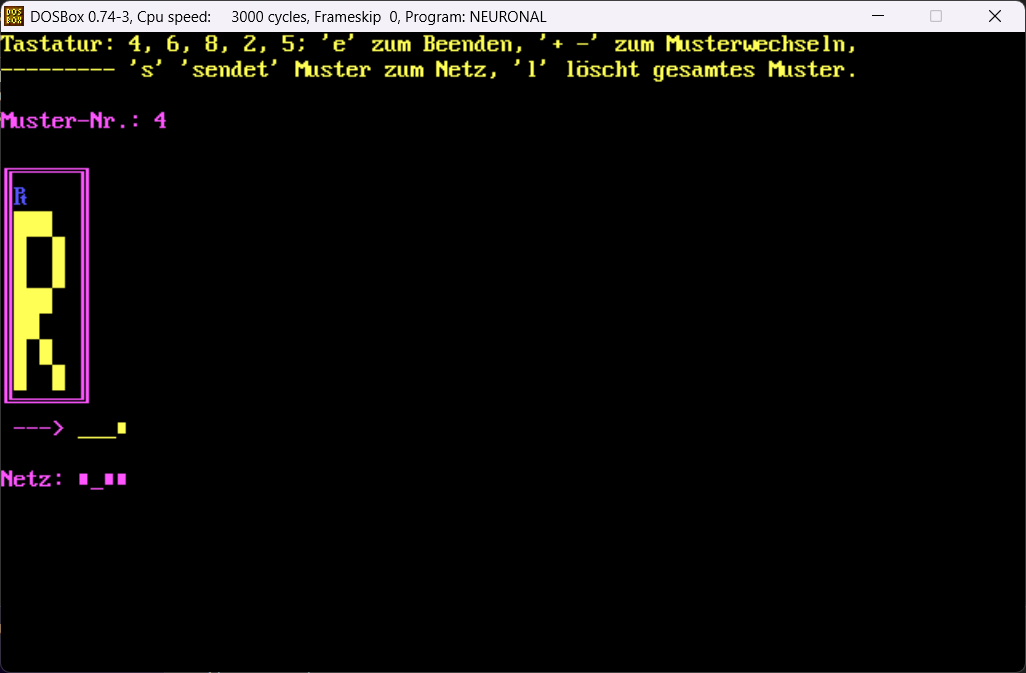 DOSBox 0.74-3, Cpu speed: 3000 cycles, Frameskip 0, Program: NEURONAL
Tastatur: 4, 6, 8, 2, 5; 'e' zum Beenden, '+ -' zum Musterwechseln,
--------- 's' 'sendet' Muster zum Netz, 'l' löscht gesamtes Muster.
Muster-Nr.: 4
---> ___▪
Netz: ▪_▪▪